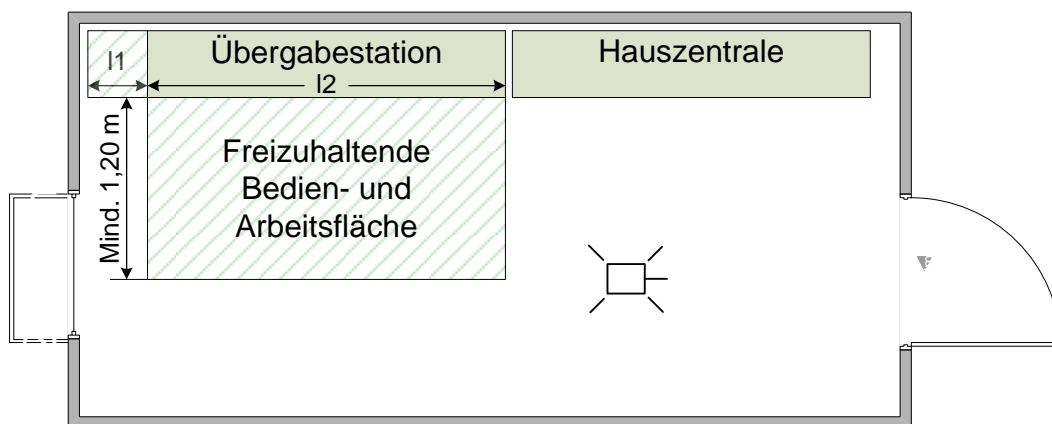 Übergabestation
Hauszentrale
l1
l2
Mind. 1,20 m
Freizuhaltende
Bedien- und
Arbeitsfläche